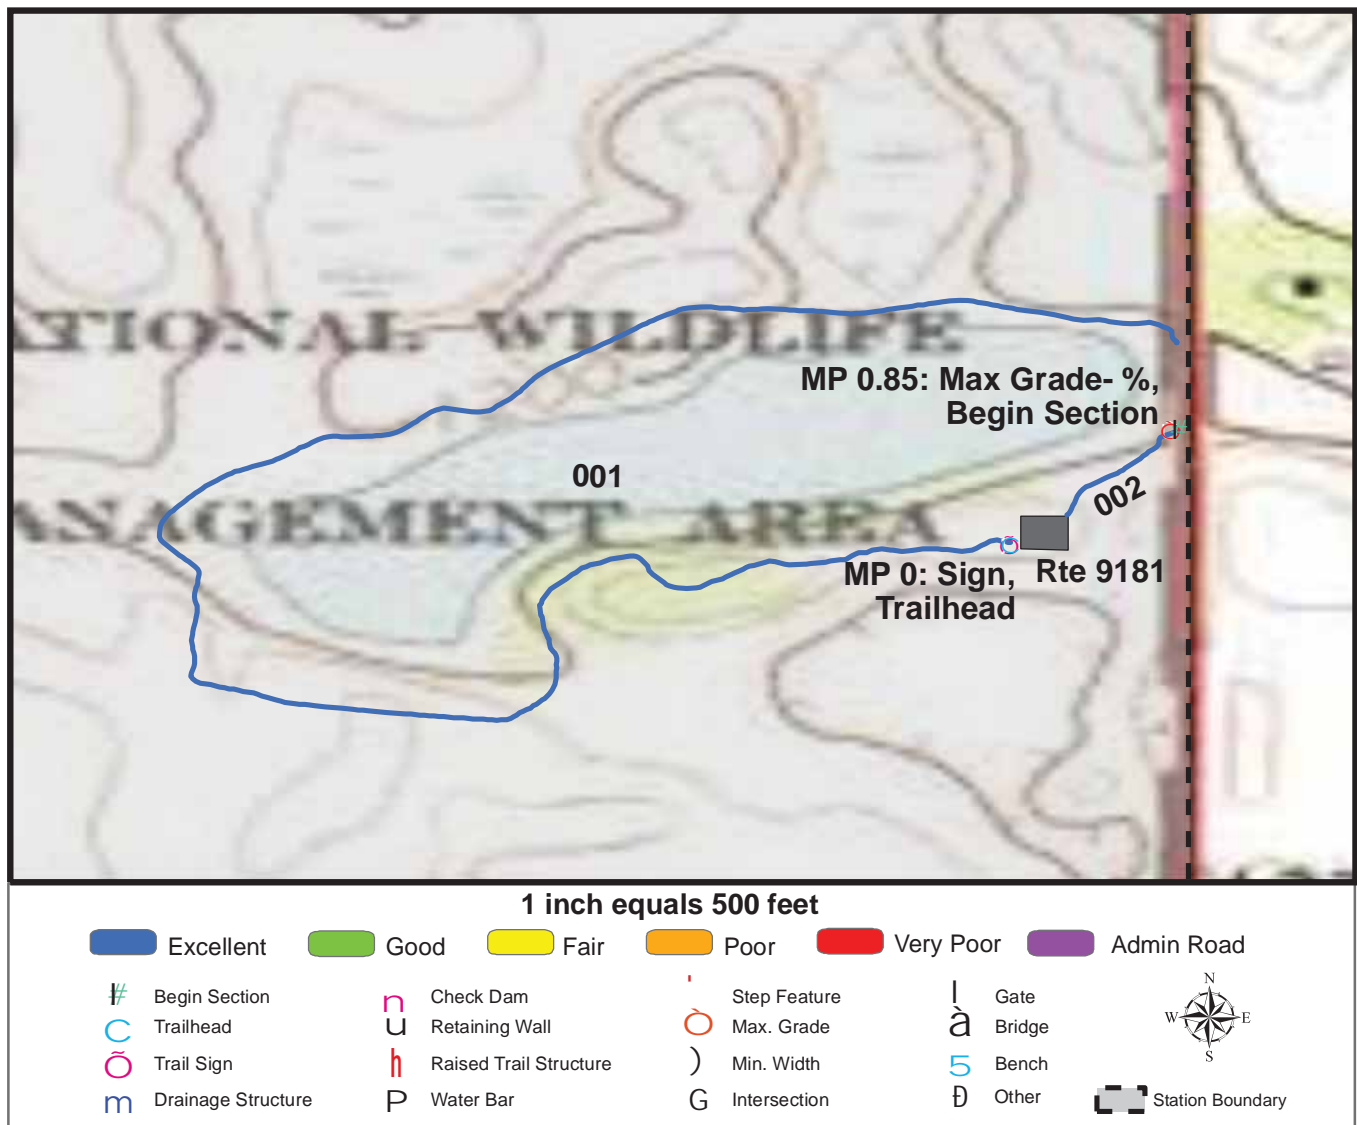 ATIONAL WILDLIFE
MP 0.85: Max Grade- %,
Begin Section
001
002
ANAGEMENT AREA
MP 0: Sign,
Trailhead
Rte 9181
1 inch equals 500 feet
Excellent
Good
Fair
Poor
Very Poor
Admin Road
Begin Section
Check Dam
Step Feature
Gate
Trailhead
Retaining Wall
Max. Grade
Bridge
Trail Sign
Raised Trail Structure
Min. Width
Bench
Drainage Structure
Water Bar
Intersection
Other
N
W
E
S
Station Boundary